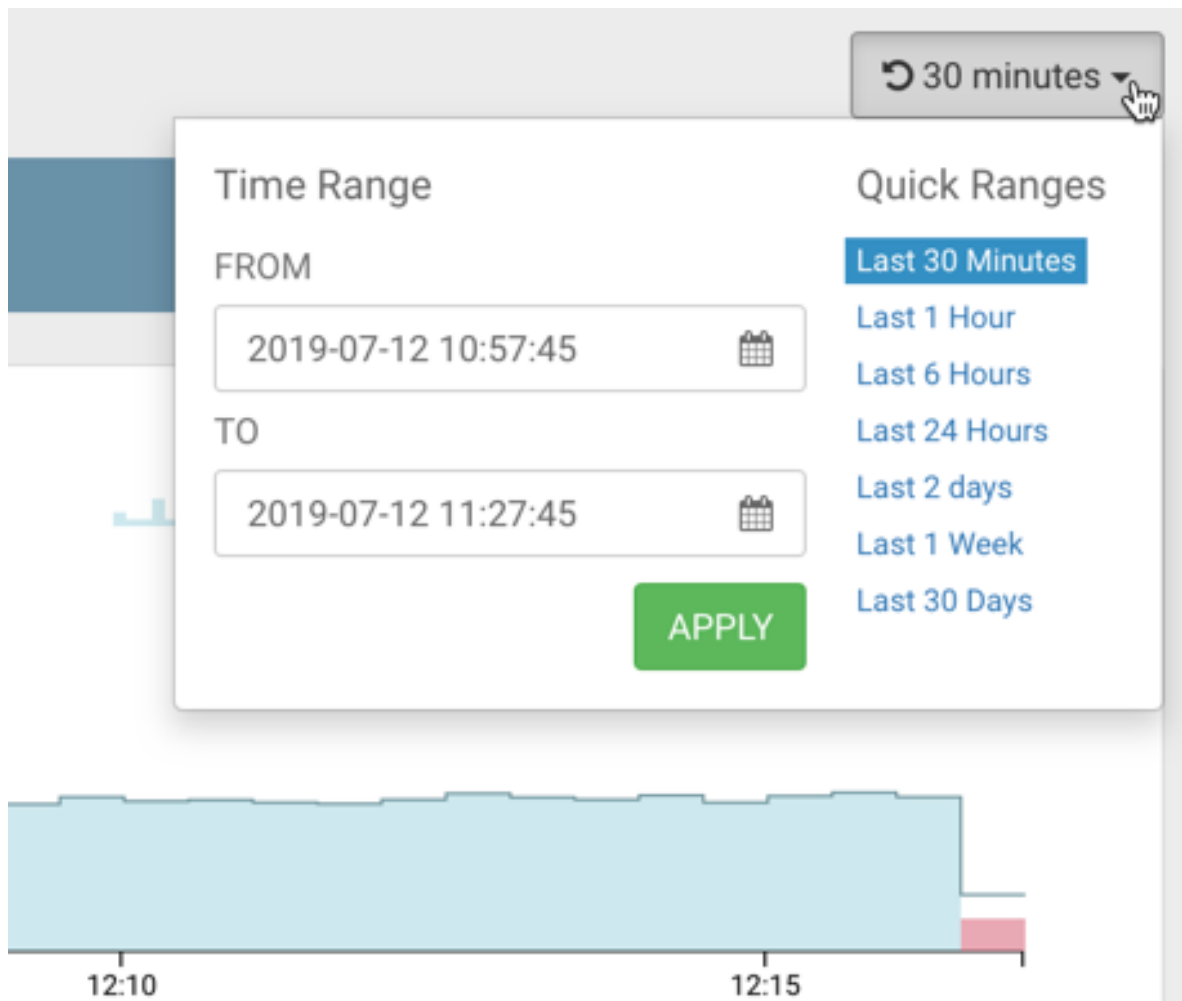 30 minutes
Time Range
FROM
2019-07-12 10:57:45
TO
2019-07-12 11:27:45
APPLY
Quick Ranges
Last 30 Minutes
Last 1 Hour
Last 6 Hours
Last 24 Hours
Last 2 days
Last 1 Week
Last 30 Days
12:10
12:15